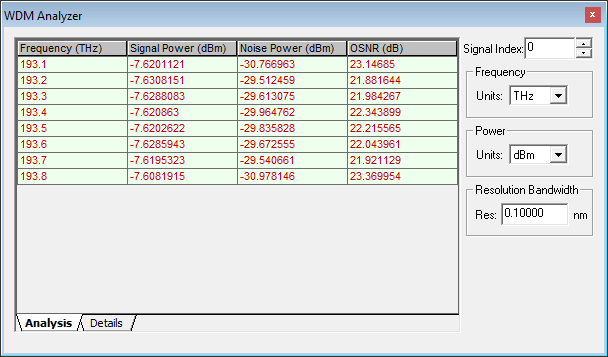 WDM Analyzer
Frequency (THz) Signal Power (dBm) Noise Power (dBm) OSNR (dB)
193.1 -7.6201121 -30.766963 23.14685
193.2 -7.6308151 -29.512459 21.881644
193.3 -7.6288083 -29.613075 21.984267
193.4 -7.620863 -29.964762 22.343899
193.5 -7.6202622 -29.835828 22.215565
193.6 -7.6285943 -29.672555 22.043961
193.7 -7.6195323 -29.540661 21.921129
193.8 -7.6081915 -30.978146 23.369954
Analysis Details
Signal Index: 0
Frequency
Units: THz
Power
Units: dBm
Resolution Bandwidth
Res: 0.10000 nm